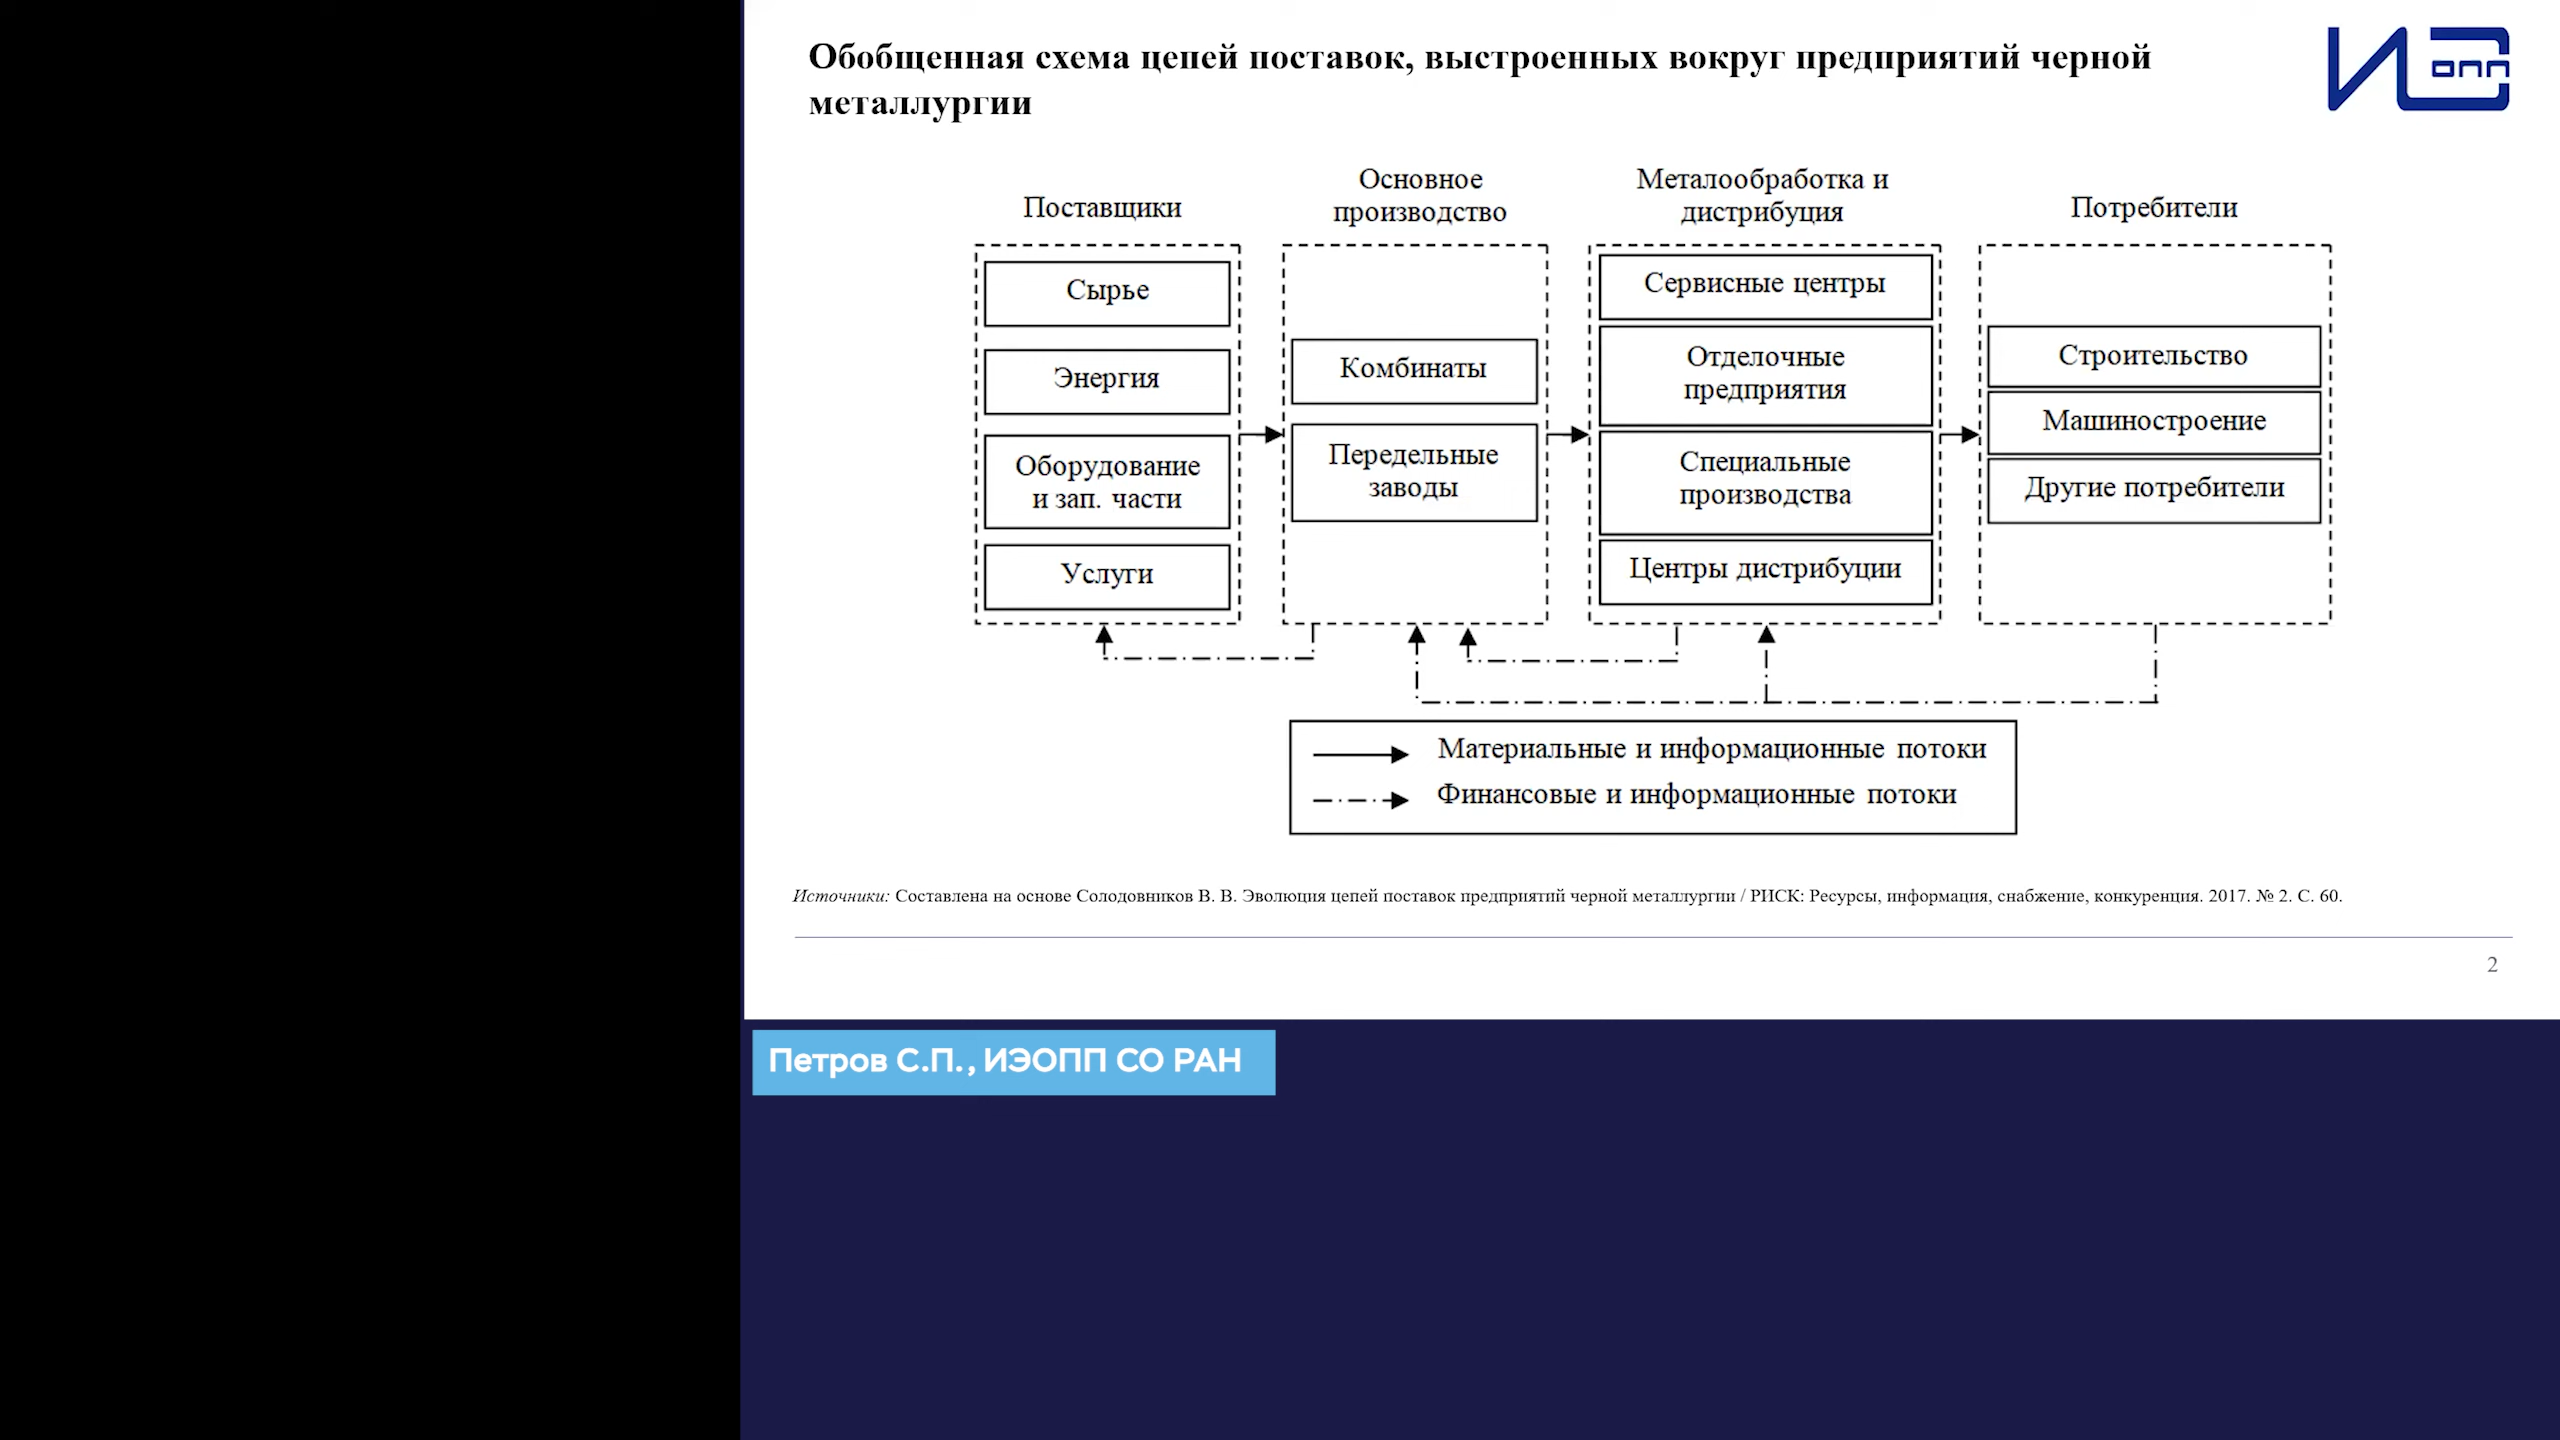 Обобщенная схема цепей поставок, выстроенных вокруг предприятий черной
металлургии
ИЭ
опп
Поставщики
Сырье
Энергия
Оборудование
и зап. части
Услуги
Основное
производство
Комбинаты
Передельные
заводы
Металообработка и
дистрибуция
Сервисные центры
Отделочные
предприятия
Специальные
производства
Центры дистрибуции
Потребители
Строительство
Машиностроение
Другие потребители
Материальные и информационные потоки
Финансовые и информационные потоки
Источники: Составлена на основе Солодовников В. В. Эволюция цепей поставок предприятий черной металлургии / РИСК: Ресурсы, информация, снабжение, конкуренция. 2017. № 2. С. 60.
2
Петров С.П., ИЭОПП СО РАН